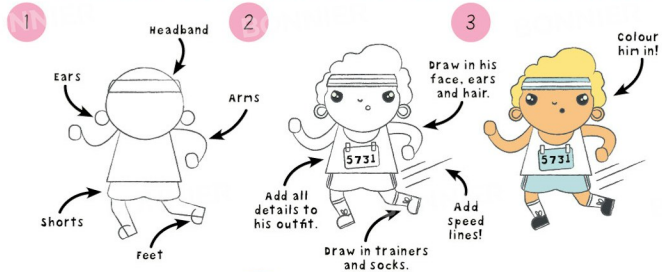 1
Headband
Ears
Arms
Shorts
Feet
2
Draw in his
face, ears
and hair.
5731
Add all
details to
his outfit.
Draw in trainers
and socks.
Add
speed
lines!
3
Colour
him in!
5731